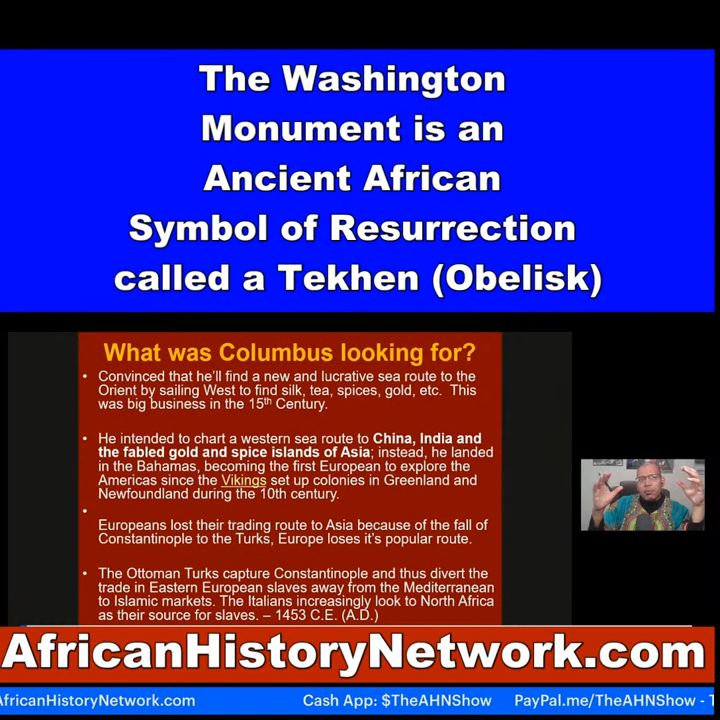 The Washington
Monument is an
Ancient African
Symbol of Resurrection
called a Tekhen (Obelisk)
What was Columbus looking for?
• Convinced that he'll find a new and lucrative sea route to the
Orient by sailing West to find silk, tea, spices, gold, etc. This
was big business in the 15th Century.
• He intended to chart a western sea route to China, India and
the fabled gold and spice islands of Asia; instead, he landed
in the Bahamas, becoming the first European to explore the
Americas since the Vikings set up colonies in Greenland and
Newfoundland during the 10th century.
•
Europeans lost their trading route to Asia because of the fall of
Constantinople to the Turks, Europe loses it's popular route.
• The Ottoman Turks capture Constantinople and thus divert the
trade in Eastern European slaves away from the Mediterranean
to Islamic markets. The Italians increasingly look to North Africa
as their source for slaves. – 1453 C.E. (A.D.)
AfricanHistoryNetwork.com
AfricanHistoryNetwork.com Cash App: $TheAHNShow PayPal.me/TheAHNShow - T